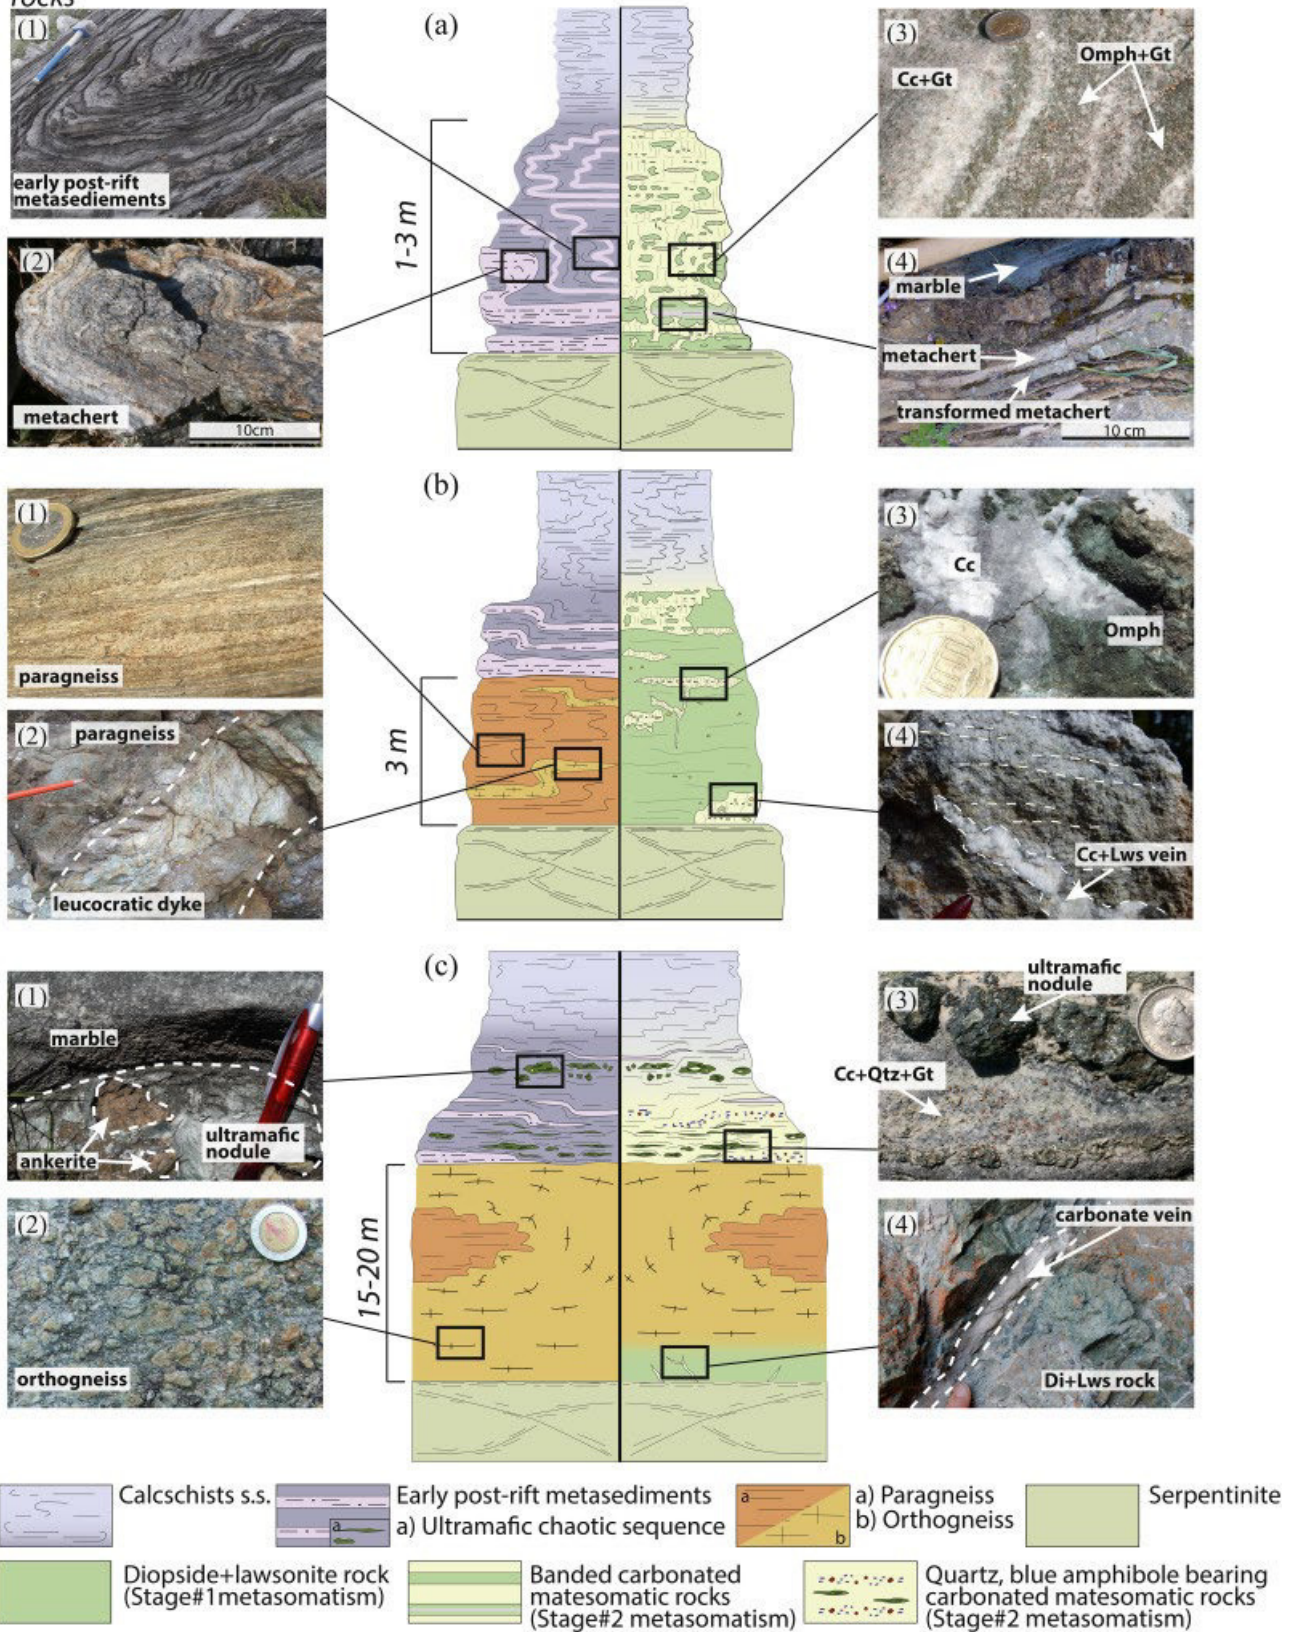 rocks
(a)
(1)
early post-rift
metasediements
(2)
metachert
10cm
1-3 m
(3)
Cc+Gt
Omph+Gt
(4)
marble
metachert
transformed metachert
10 cm
(b)
(1)
paragneiss
(2)
paragneiss
leucocratic dyke
3 m
(3)
Cc
Omph
(4)
Cc+Lws vein
(c)
(1)
marble
ankerite
ultramafic
nodule
(2)
orthogneiss
15-20 m
(3)
ultramafic
nodule
Cc+Qtz+Gt
(4)
carbonate vein
Di+Lws rock
Calcschists s.s.
Early post-rift metasediments
a
a) Ultramafic chaotic sequence
a
b
a) Paragneiss
b) Orthogneiss
Serpentinite
Diopside+lawsonite rock
(Stage#1metasomatism)
Banded carbonated
matesomatic rocks
(Stage#2 metasomatism)
Quartz, blue amphibole bearing
carbonated matesomatic rocks
(Stage#2 metasomatism)